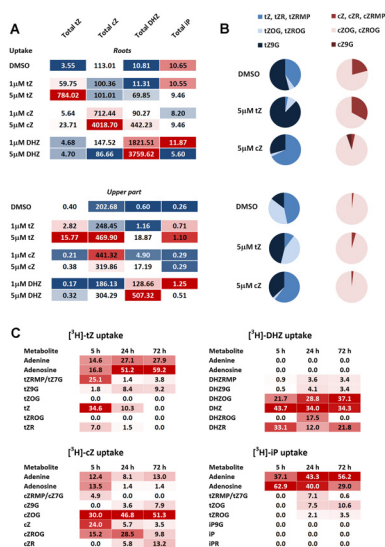 A
B
Total tZ
Total cZ
Total DHZ
Total iP
tZ, tZR, tZRMP
cZ, cZR, cZRMP
tZOG, tZROG
cZOG, cZROG
tZ9G
cZ9G
Uptake Roots
DMSO 3.55 113.01 10.81 10.65
1µM tZ 59.75 100.36 11.31 10.55
5µM tZ 784.02 101.01 69.85 9.46
1µM cZ 5.64 712.44 90.27 8.20
5µM cZ 23.71 4018.70 442.23 9.46
1µM DHZ 4.68 147.52 1821.51 11.87
5µM DHZ 4.70 86.66 3759.62 5.60
DMSO
5µM tZ
5µM cZ
Upper part
DMSO 0.40 202.68 0.60 0.26
1µM tZ 2.82 248.45 1.16 0.71
5µM tZ 15.77 469.90 18.87 1.10
1µM cZ 0.21 441.32 4.90 0.29
5µM cZ 0.38 319.86 17.19 0.29
1µM DHZ 0.17 186.13 128.66 1.25
5µM DHZ 0.32 304.29 507.32 0.51
DMSO
5µM tZ
5µM cZ
C
[³H]-tZ uptake
Metabolite 5 h 24 h 72 h
Adenine 14.6 27.1 27.9
Adenosine 16.8 51.2 59.2
tZRMP/tZ7G 25.1 1.4 3.8
tZ9G 1.8 8.4 9.2
tZOG 0.0 0.0 0.0
tZ 34.6 10.3 0.0
tZROG 0.0 0.0 0.0
tZR 7.0 1.5 0.0
[³H]-DHZ uptake
Metabolite 5 h 24 h 72 h
Adenine 0.0 0.0 0.0
Adenosine 0.0 0.0 0.0
DHZRMP 0.9 3.6 3.4
DHZ9G 0.5 4.1 3.4
DHZOG 21.7 28.8 37.1
DHZ 43.7 34.0 34.3
DHZROG 0.0 17.5 0.0
DHZR 33.1 12.0 21.8
[³H]-cZ uptake
Metabolite 5 h 24 h 72 h
Adenine 12.4 8.1 13.0
Adenosine 13.5 1.4 1.4
cZRMP/cZ7G 4.9 0.0 0.0
cZ9G 0.0 3.6 7.9
cZOG 30.0 46.8 51.3
cZ 24.0 5.7 3.5
cZROG 15.2 28.5 9.8
cZR 0.0 5.8 13.2
[³H]-iP uptake
Metabolite 5 h 24 h 72 h
Adenine 37.1 43.3 56.2
Adenosine 62.9 40.0 29.0
tZRMP/tZ7G 0.0 7.1 0.6
tZOG 0.0 7.5 10.6
tZROG 0.0 2.1 3.5
iP9G 0.0 0.0 0.0
iP 0.0 0.0 0.0
iPR 0.0 0.0 0.0